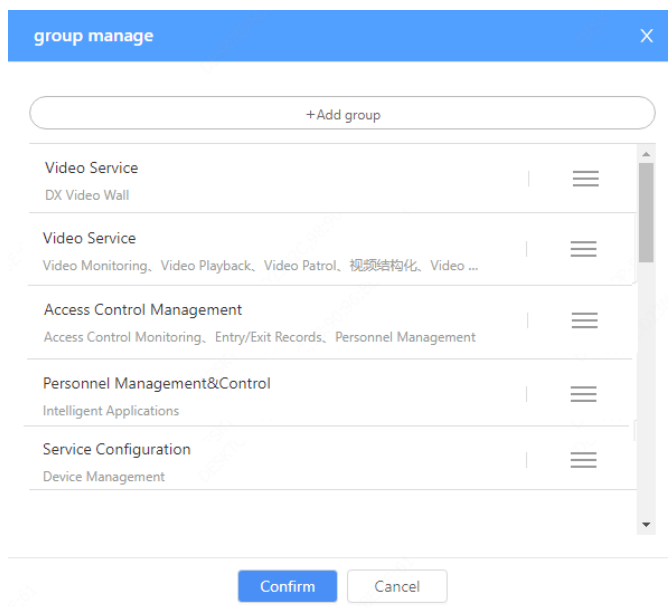 group manage
X
+Add group
Video Service
DX Video Wall
Video Service
Video Monitoring、Video Playback、Video Patrol、视频结构化、Video ...
Access Control Management
Access Control Monitoring、Entry/Exit Records、Personnel Management
Personnel Management&Control
Intelligent Applications
Service Configuration
Device Management
Confirm
Cancel